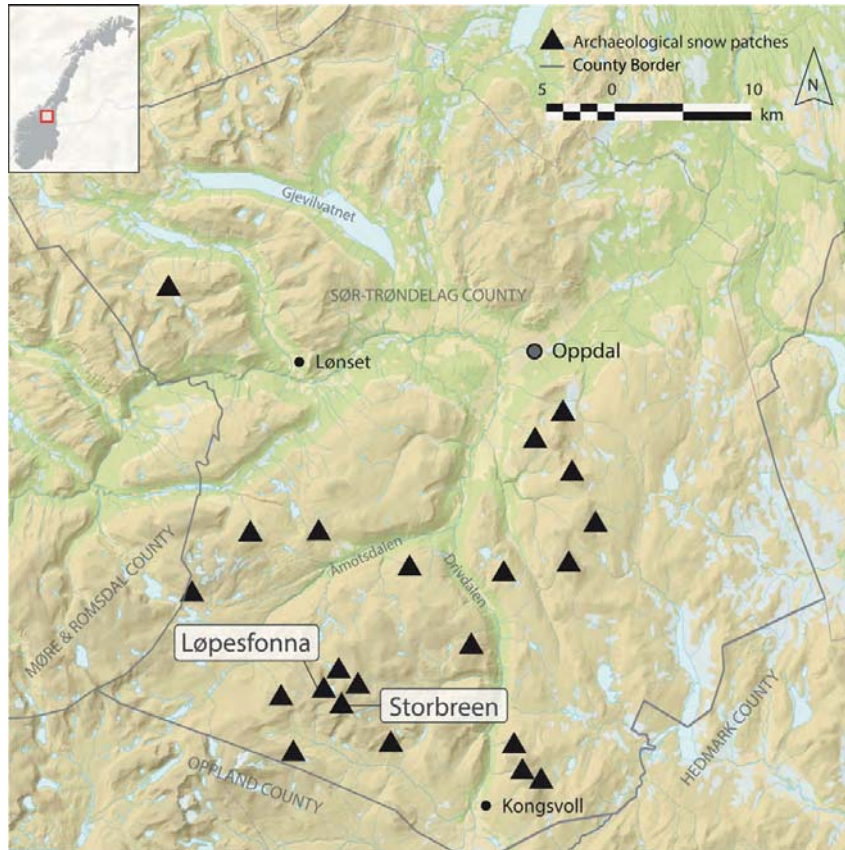 Archaeological snow patches
County Border
5 0 10
km
N
Gjevilvatnet
SØR-TRØNDELAG COUNTY
Lønset
Oppdal
Åmotsdalen
Drivdalen
MØRE & ROMSDAL COUNTY
Løpesfonna
Storbreen
HEDMARK COUNTY
OPPLAND COUNTY
Kongsvoll